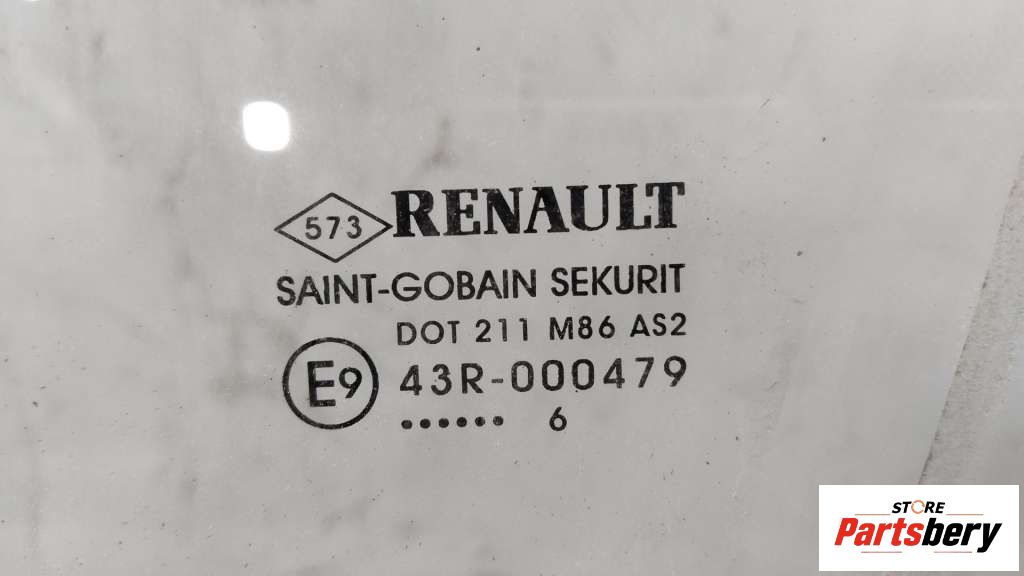 573 RENAULT
SAINT-GOBAIN SEKURIT
DOT 211 M86 AS2
E9 43R-000479
•••••• 6
STORE
Partsbery